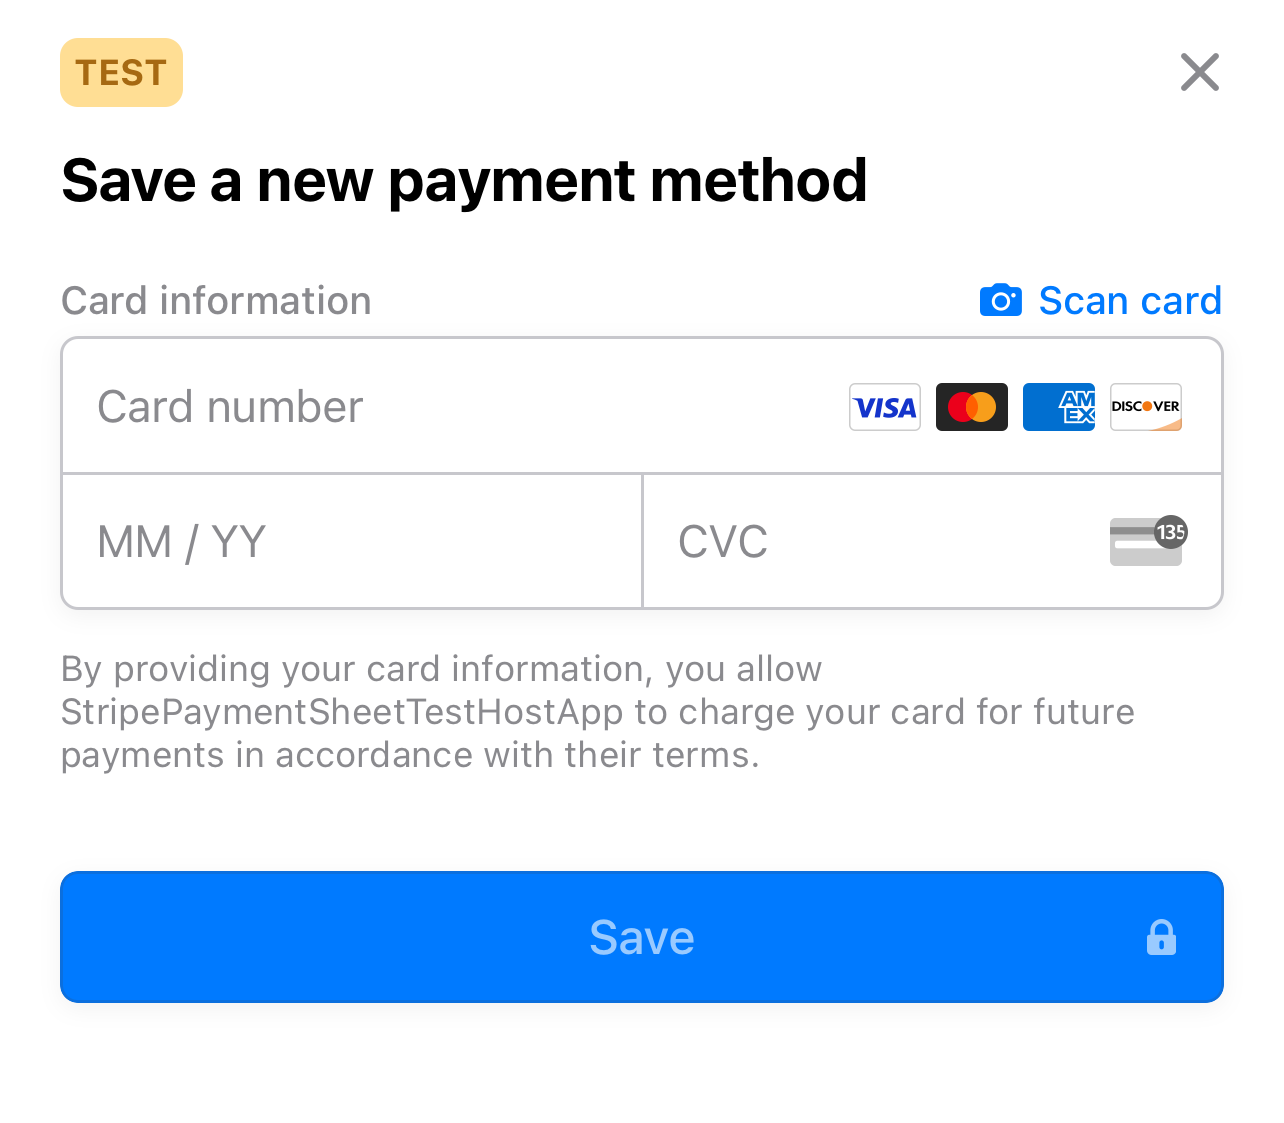 TEST
Save a new payment method
Card information
Scan card
Card number
VISA
AM
EX
DISCOVER
MM / YY
CVC
135
By providing your card information, you allow
StripePaymentSheetTestHostApp to charge your card for future
payments in accordance with their terms.
Save